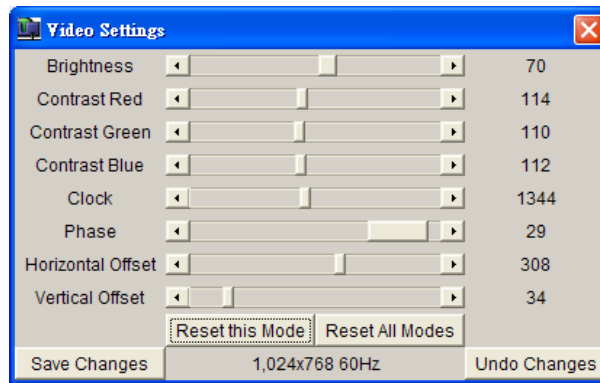 Video Settings
Brightness 70
Contrast Red 114
Contrast Green 110
Contrast Blue 112
Clock 1344
Phase 29
Horizontal Offset 308
Vertical Offset 34
Reset this Mode Reset All Modes
Save Changes 1,024x768 60Hz Undo Changes